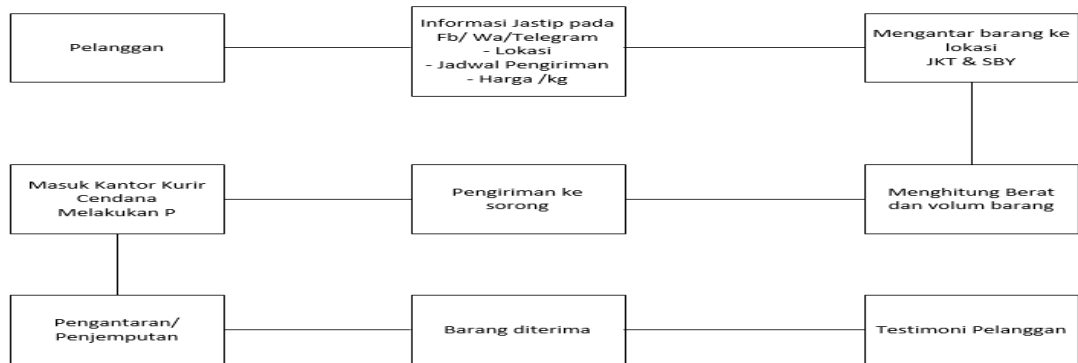 Pelanggan
Informasi Jastip pada
Fb/ Wa/Telegram
- Lokasi
- Jadwal Pengiriman
- Harga /kg
Mengantar barang ke
lokasi
JKT & SBY
Masuk Kantor Kurir
Cendana
Melakukan P
Pengiriman ke
sorong
Menghitung Berat
dan volum barang
Pengantaran/
Penjemputan
Barang diterima
Testimoni Pelanggan